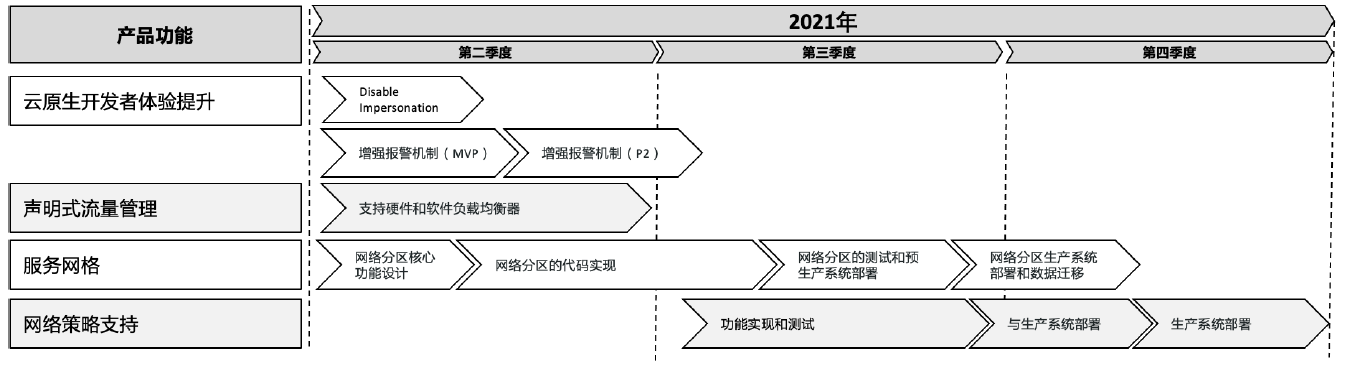 产品功能
2021年
第二季度
第三季度
第四季度
云原生开发者体验提升
Disable
Impersonation
增强报警机制（MVP）
增强报警机制（P2）
声明式流量管理
支持硬件和软件负载均衡器
服务网格
网络分区核心
功能设计
网络分区的代码实现
网络分区的测试和预
生产系统部署
网络分区生产系统
部署和数据迁移
网络策略支持
功能实现和测试
与生产系统部署
生产系统部署